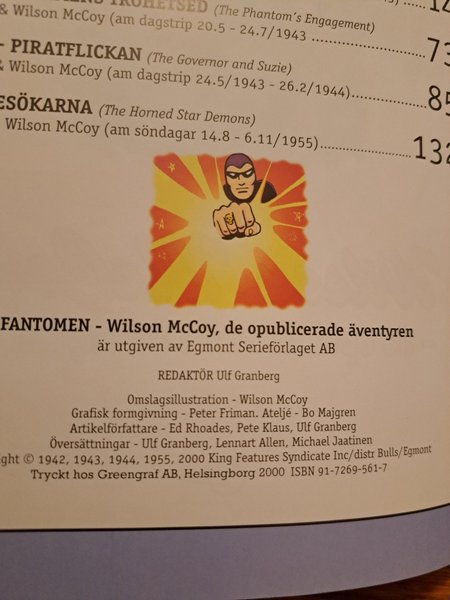 TROHETSED (The Phantom's Engagement)
& Wilson McCoy (am dagstrip 20.5 - 24.7/1943
- PIRATFLICKAN (The Governor and Suzie)
& Wilson McCoy (am dagstrip 24.5/1943 - 26.2/1944)
ESÖKARNA (The Horned Star Demons)
Wilson McCoy (am söndagar 14.8 - 6.11/1955)
FANTOMEN - Wilson McCoy, de opublicerade äventyren
är utgiven av Egmont Serieförlaget AB
REDAKTÖR Ulf Granberg
Omslagsillustration - Wilson McCoy
Grafisk formgivning - Peter Friman. Ateljé - Bo Majgren
Artikelförfattare - Ed Rhoades, Pete Klaus, Ulf Granberg
Översättningar - Ulf Granberg, Lennart Allen, Michael Jaatinen
ght © 1942, 1943, 1944, 1955, 2000 King Features Syndicate Inc/distr Bulls/Egmont
Tryckt hos Greengraf AB, Helsingborg 2000 ISBN 91-7269-561-7